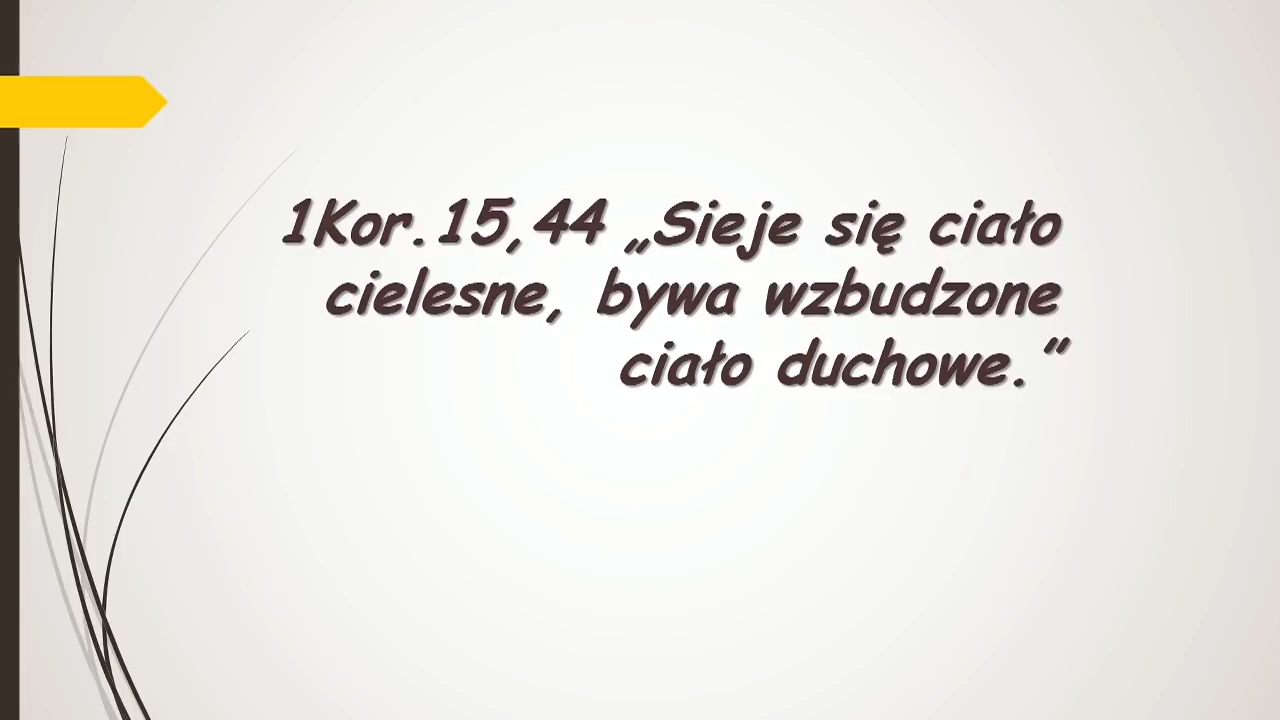 1Kor.15,44 „Sieje się ciało
cielesne, bywa wzbudzone
ciało duchowe.”